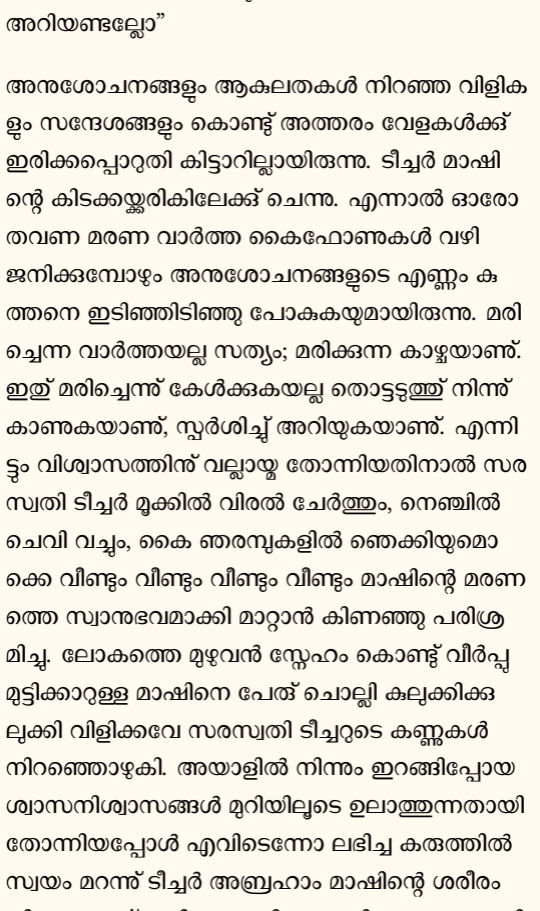 അറിയണ്ടല്ലോ”
അനുശോചനങ്ങളും ആകുലതകൾ നിറഞ്ഞ വിളിക
ളും സന്ദേശങ്ങളും കൊണ്ടു് അത്തരം വേളകൾക്കു്
ഇരിക്കപ്പൊറുതി കിട്ടാറില്ലായിരുന്നു. ടീച്ചർ മാഷി
ന്റെ കിടക്കയ്ക്കരികിലേക്കു് ചെന്നു. എന്നാൽ ഓരോ
തവണ മരണ വാർത്ത കൈഫോണുകൾ വഴി
ജനിക്കുമ്പോഴും അനുശോചനങ്ങളുടെ എണ്ണം കു
ത്തനെ ഇടിഞ്ഞിടിഞ്ഞു പോകുകയുമായിരുന്നു. മരി
ച്ചെന്ന വാർത്തയല്ല സത്യം; മരിക്കുന്ന കാഴ്ചയാണു്.
ഇതു് മരിച്ചെന്നു് കേൾക്കുകയല്ല തൊട്ടടുത്തു് നിന്നു്
കാണുകയാണു്, സ്പർശിച്ചു് അറിയുകയാണു്. എന്നി
ട്ടും വിശ്വാസത്തിനു് വല്ലായ്മ തോന്നിയതിനാൽ സര
സ്വതി ടീച്ചർ മൂക്കിൽ വിരൽ ചേർത്തും, നെഞ്ചിൽ
ചെവി വച്ചും, കൈ ഞരമ്പുകളിൽ ഞെക്കിയുമൊ
ക്കെ വീണ്ടും വീണ്ടും വീണ്ടും വീണ്ടും മാഷിന്റെ മരണ
ത്തെ സ്വാനുഭവമാക്കി മാറ്റാൻ കിണഞ്ഞു പരിശ്ര
മിച്ചു. ലോകത്തെ മുഴുവൻ സ്നേഹം കൊണ്ടു് വീർപ്പു
മുട്ടിക്കാറുള്ള മാഷിനെ പേരു് ചൊല്ലി കുലുക്കിക്കു
ലുക്കി വിളിക്കവേ സരസ്വതി ടീച്ചറുടെ കണ്ണുകൾ
നിറഞ്ഞൊഴുകി. അയാളിൽ നിന്നും ഇറങ്ങിപ്പോയ
ശ്വാസനിശ്വാസങ്ങൾ മുറിയിലൂടെ ഉലാത്തുന്നതായി
തോന്നിയപ്പോൾ എവിടെന്നോ ലഭിച്ച കരുത്തിൽ
സ്വയം മറന്നു് ടീച്ചർ അബ്രഹാം മാഷിന്റെ ശരീരം